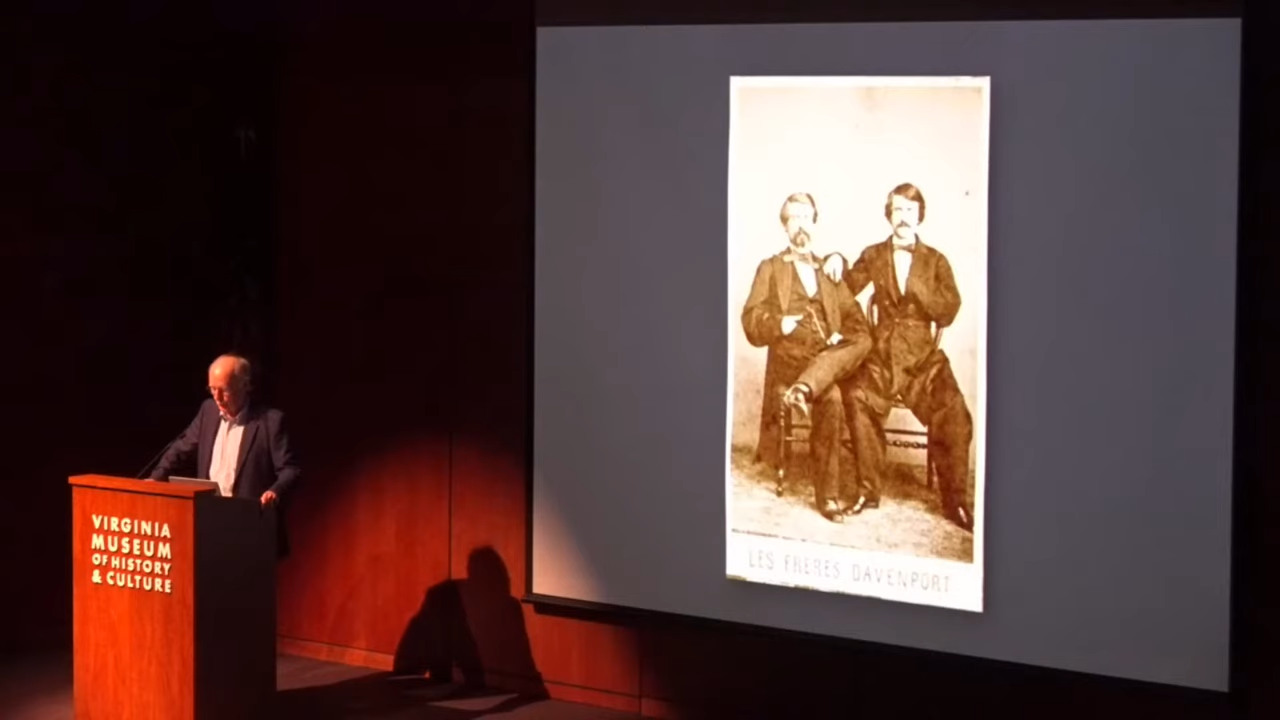 VIRGINIA
MUSEUM
OF HISTORY
& CULTURE
LES FRERES DAVENPORT